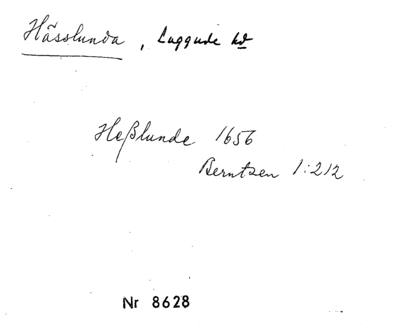 Hässlunda, Luggude hd
Heßlunde 1656
Berntsen 1:212
Nr 8628